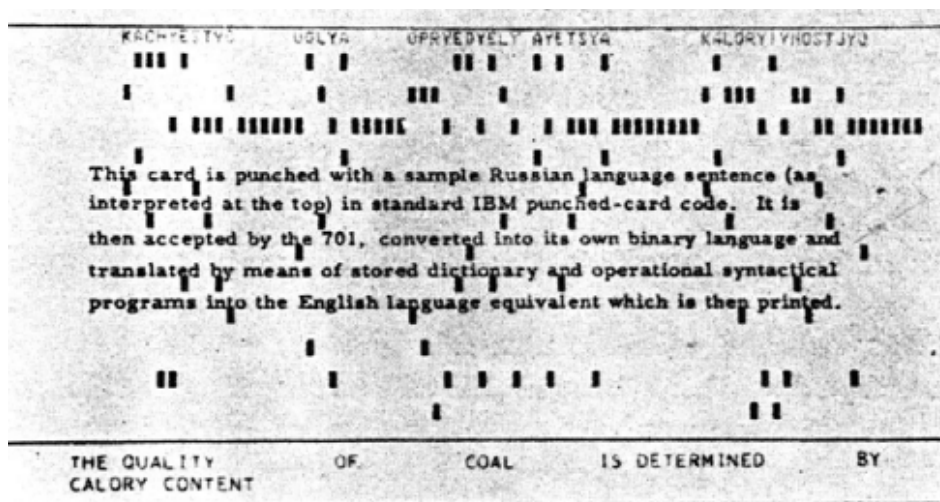 KACHYESTVO UGLYA OPRYEDYELY AYETSYA KALORYIYNOSTJYU
This card is punched with a sample Russian language sentence (as
interpreted at the top) in standard IBM punched-card code. It is
then accepted by the 701, converted into its own binary language and
translated by means of stored dictionary and operational syntactical
programs into the English language equivalent which is then printed.
THE QUALITY OF COAL IS DETERMINED BY
CALORY CONTENT